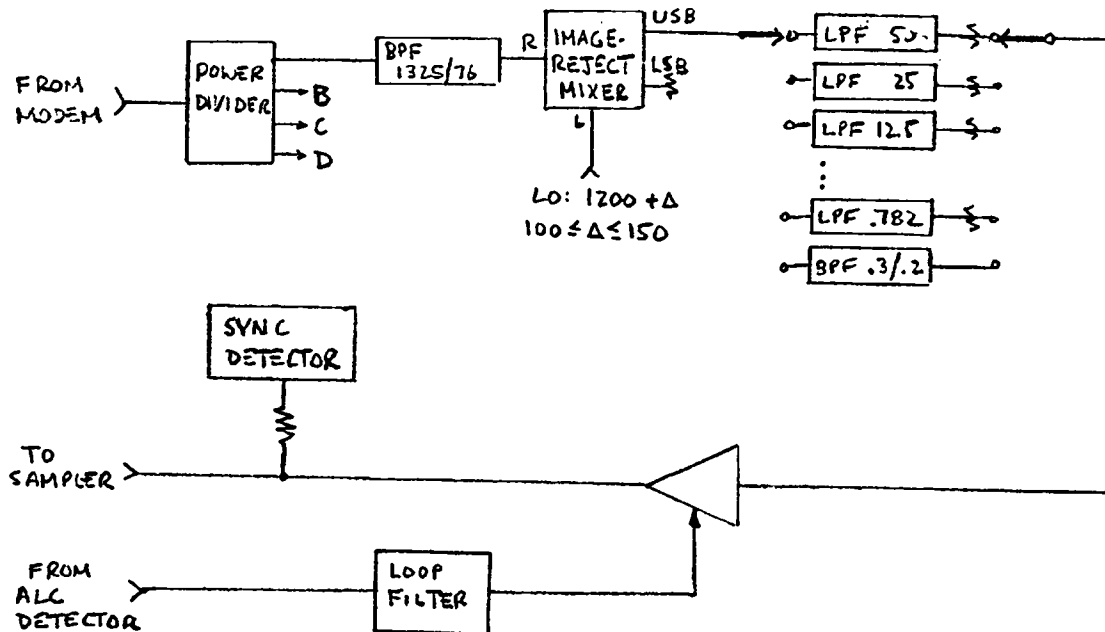 FROM
MODEM
POWER
DIVIDER
B
C
D
BPF
1325/76
R
IMAGE-
REJECT
MIXER
L
USB
LSB
LO: 1200 + Δ
100 ≤ Δ ≤ 150
LPF 50
LPF 25
LPF 12.5
LPF .782
BPF .3/.2
SYNC
DETECTOR
TO
SAMPLER
FROM
ALC
DETECTOR
LOOP
FILTER